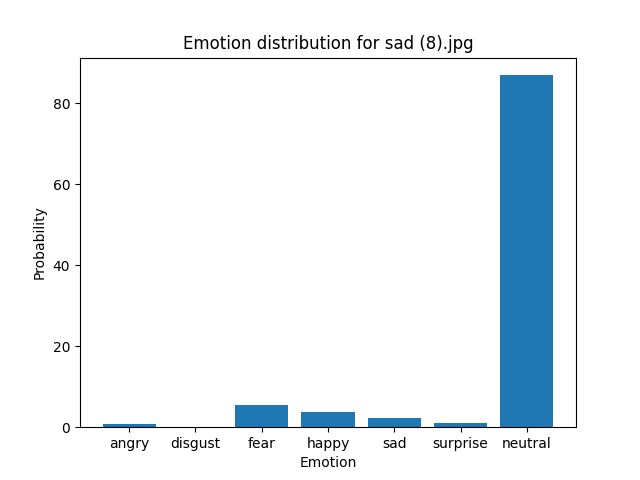 Emotion distribution for sad (8).jpg
80
60
40
20
0
Probability
angry disgust fear happy sad surprise neutral
Emotion